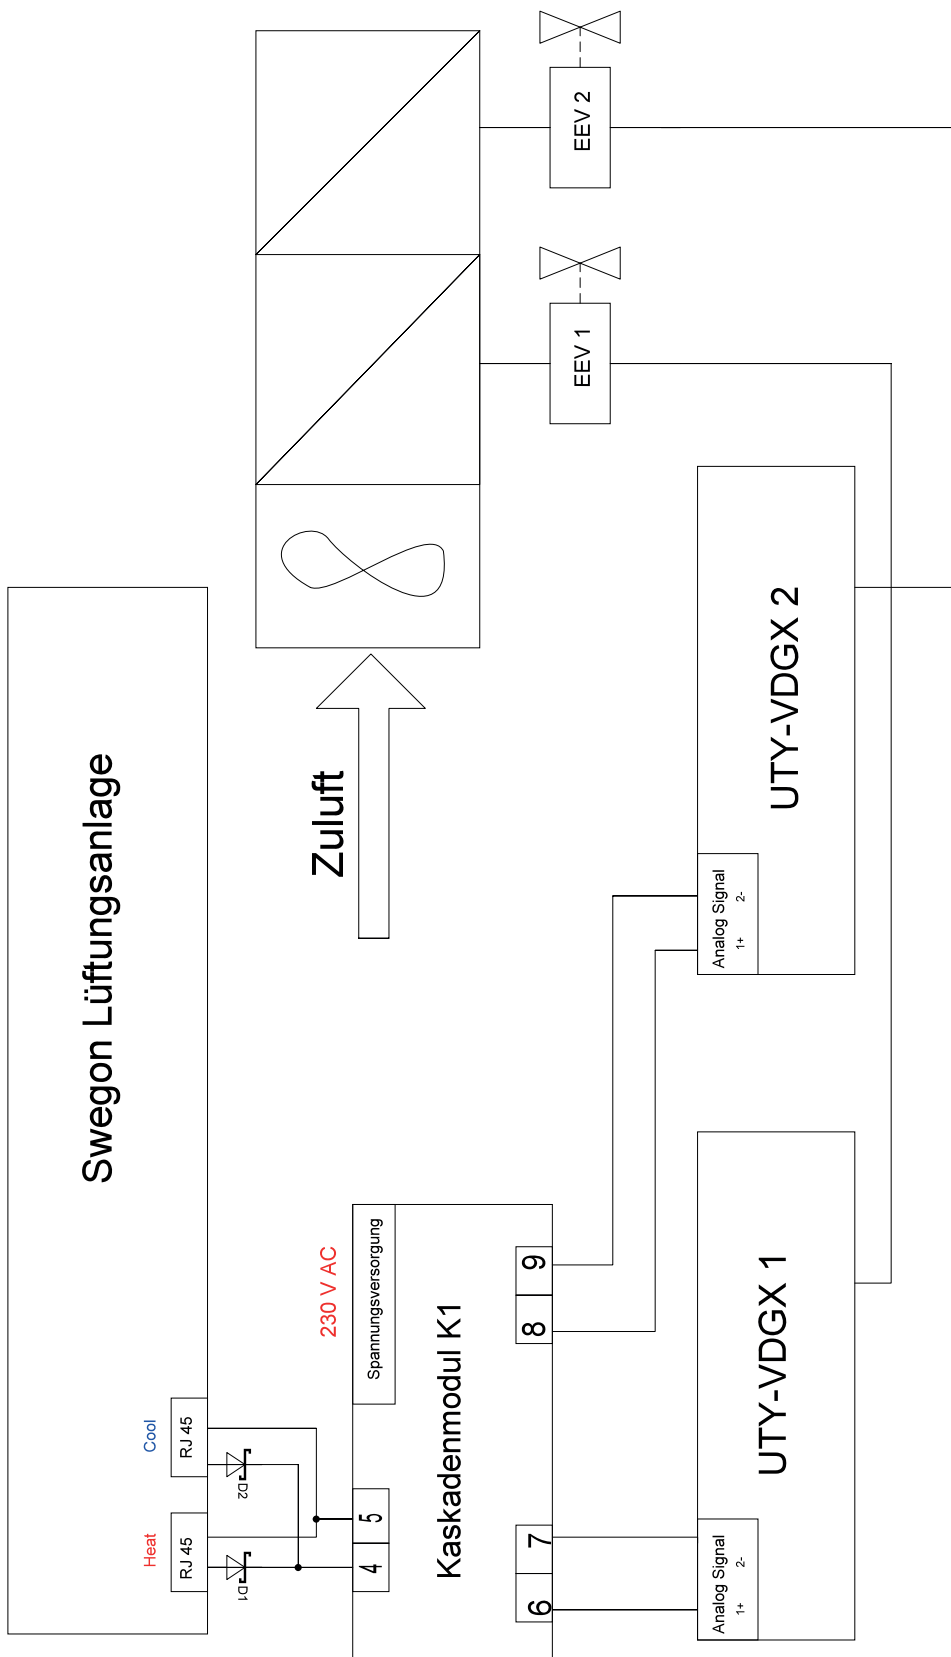 Swegon Lüftungsanlage
Cool
RJ 45
Heat
RJ 45
D2
D1
Zuluft
230 V AC
Spannungsversorgung
Kaskadenmodul K1
5
4
9
8
7
6
EEV 2
EEV 1
UTY-VDGX 2
Analog Signal
1+ 2-
UTY-VDGX 1
Analog Signal
1+ 2-